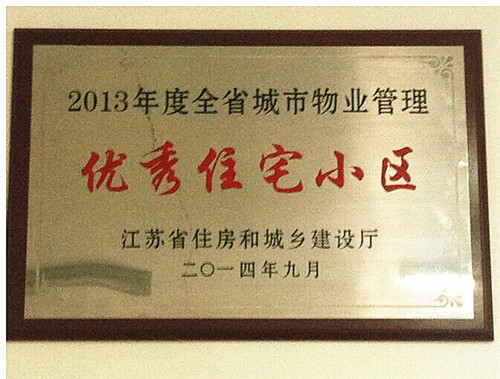 2013年度全省城市物业管理
优秀住宅小区
江苏省住房和城乡建设厅
二〇一四年九月